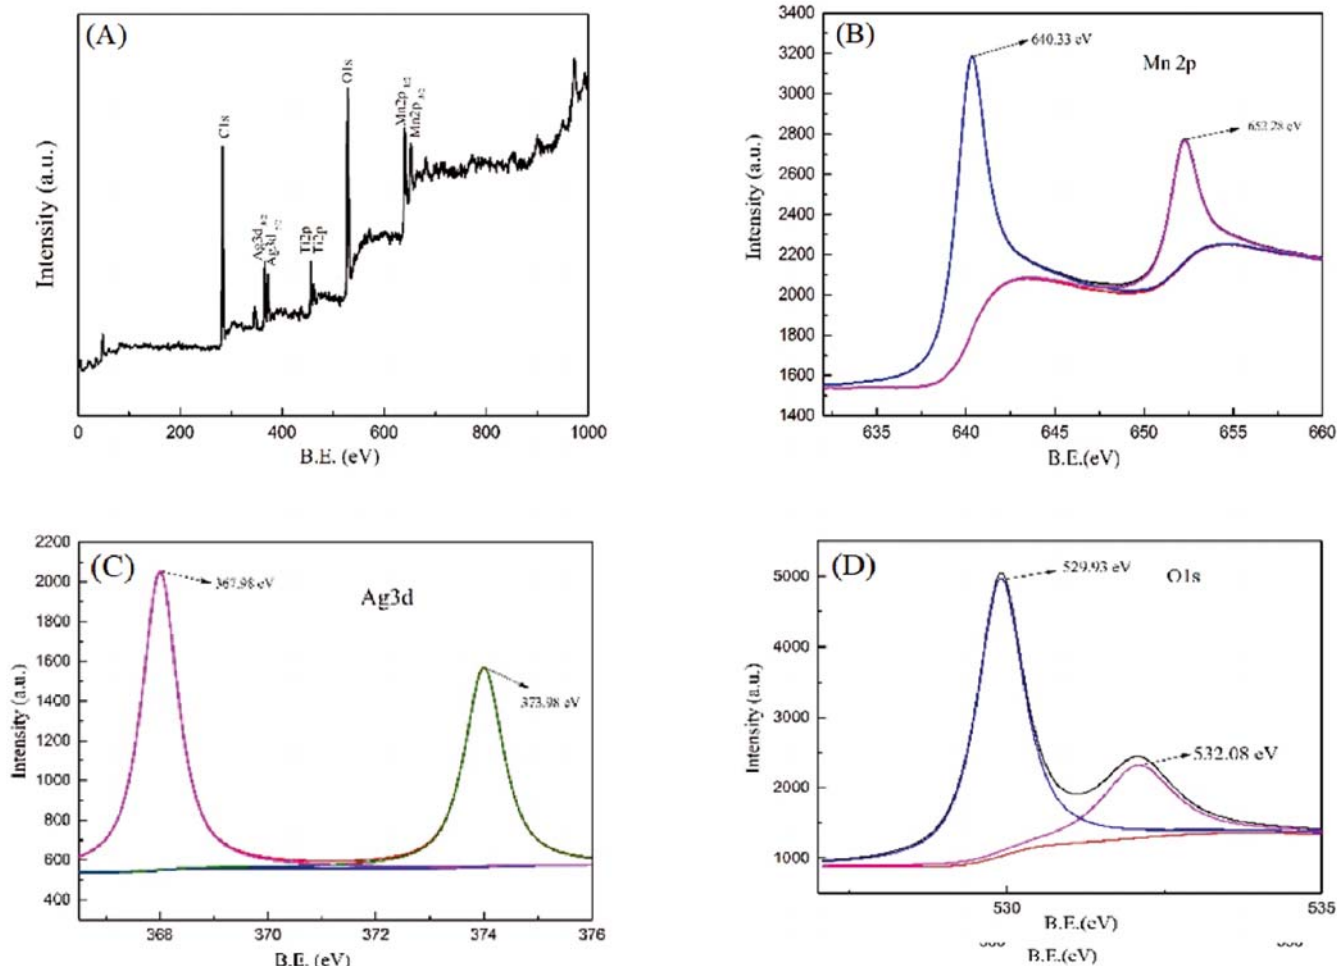 (A)
C1s
Ag3d
Ag3d
Ti2p
Ti2p
O1s
Mn2p
Mn2p
Intensity (a.u.)
0 200 400 600 800 1000
B.E. (eV)
(B)
640.33 eV
Mn 2p
652.28 eV
3400
3200
3000
2800
2600
2400
2200
2000
1800
1600
1400
Intensity (a.u.)
635 640 645 650 655 660
B.E.(eV)
(C)
367.98 eV
Ag3d
373.98 eV
2200
2000
1800
1600
1400
1200
1000
800
600
400
Intensity (a.u.)
368 370 372 374 376
B.E. (eV)
(D)
529.93 eV
O1s
532.08 eV
5000
4000
3000
2000
1000
Intensity (a.u.)
530 535
B.E.(eV)
B.E.(eV)